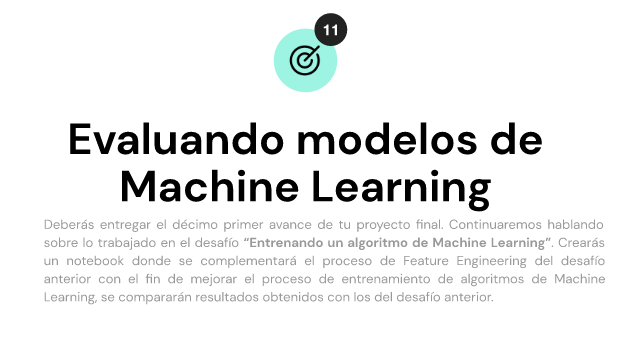 11
Evaluando modelos de
Machine Learning
Deberás entregar el décimo primer avance de tu proyecto final. Continuaremos hablando
sobre lo trabajado en el desafío “Entrenando un algoritmo de Machine Learning”. Crearás
un notebook donde se complementará el proceso de Feature Engineering del desafío
anterior con el fin de mejorar el proceso de entrenamiento de algoritmos de Machine
Learning, se compararán resultados obtenidos con los del desafío anterior.